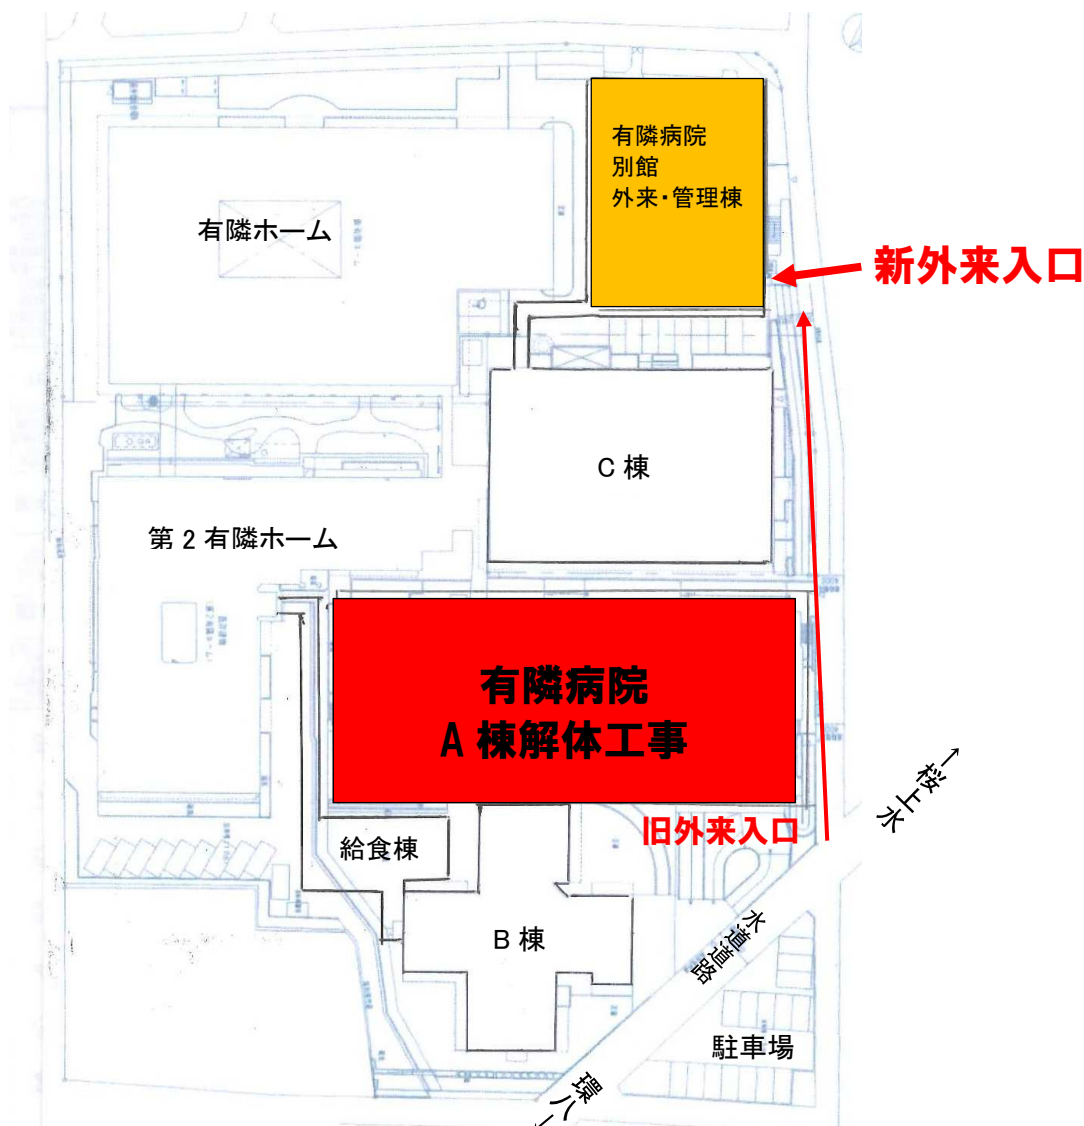 有隣病院
別館
外来・管理棟
有隣ホーム
新外来入口
C 棟
第 2 有隣ホーム
有隣病院
A 棟解体工事
←桜上水
旧外来入口
給食棟
B 棟
水道道路
駐車場
環八